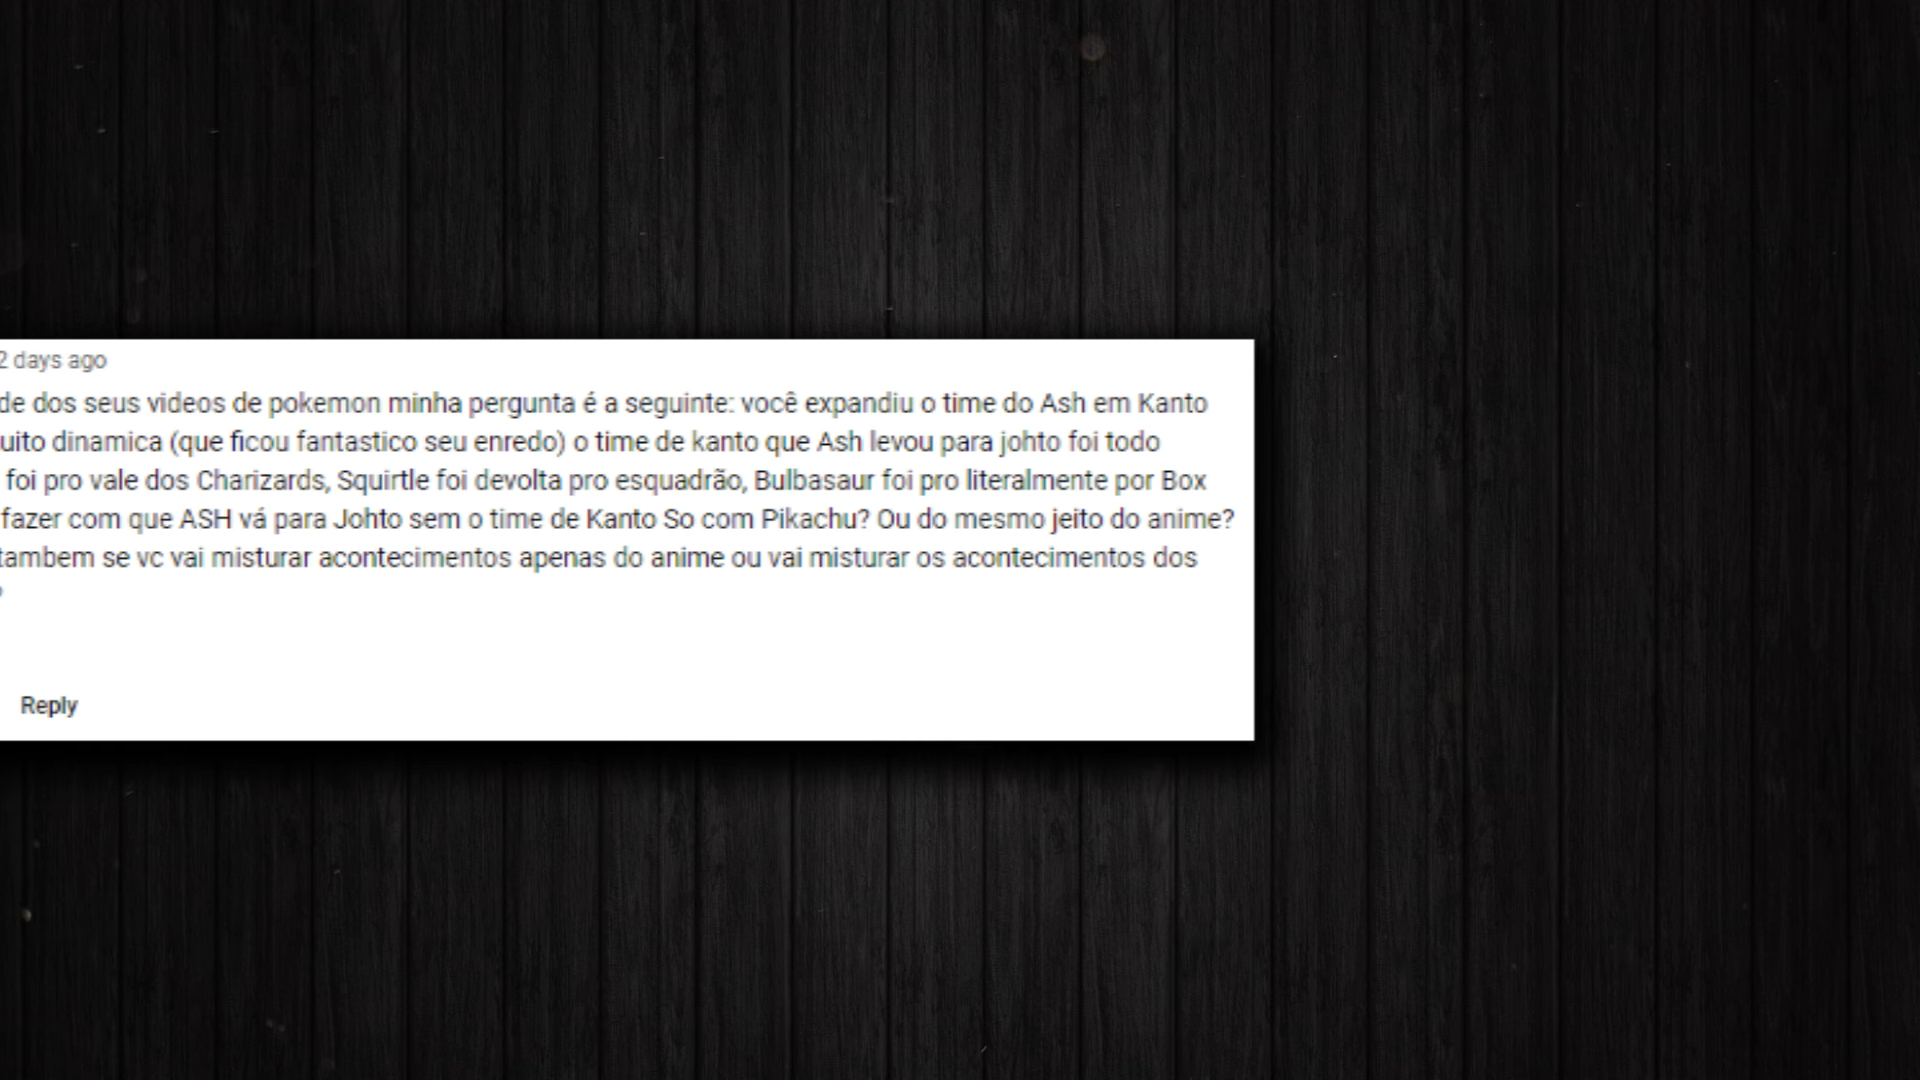 2 days ago
de dos seus videos de pokemon minha pergunta é a seguinte: você expandiu o time do Ash em Kanto
uito dinamica (que ficou fantastico seu enredo) o time de kanto que Ash levou para johto foi todo
foi pro vale dos Charizards, Squirtle foi devolta pro esquadrão, Bulbasaur foi pro literalmente por Box
fazer com que ASH vá para Johto sem o time de Kanto So com Pikachu? Ou do mesmo jeito do anime?
tambem se vc vai misturar acontecimentos apenas do anime ou vai misturar os acontecimentos dos
Reply